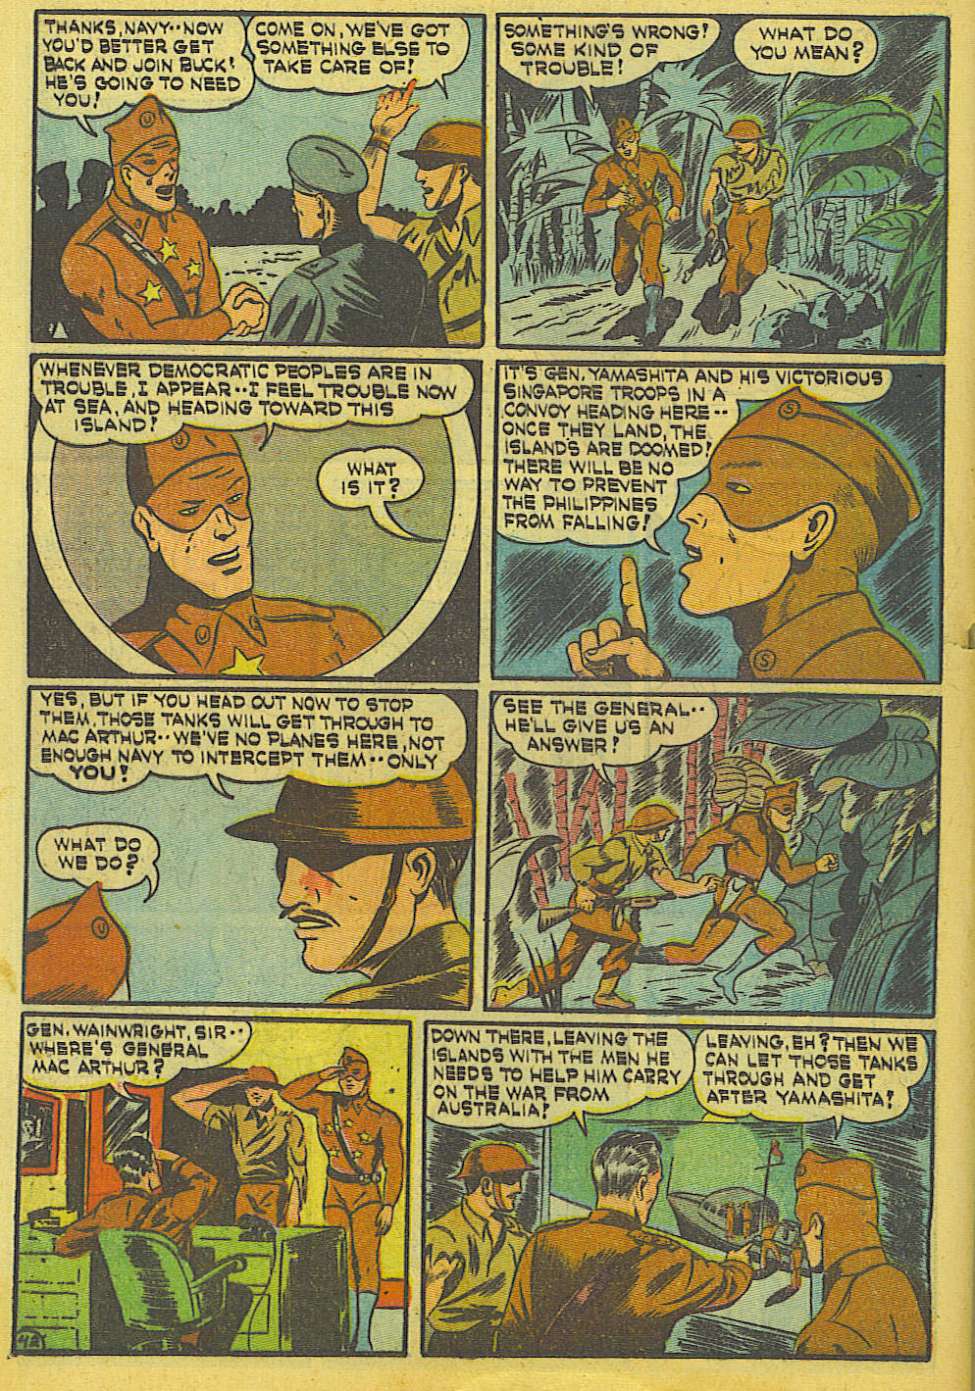 THANKS, NAVY--NOW
YOU'D BETTER GET
BACK AND JOIN BUCK!
HE'S GOING TO NEED
YOU!
COME ON, WE'VE GOT
SOMETHING ELSE TO
TAKE CARE OF!
U
SOMETHING'S WRONG!
SOME KIND OF
TROUBLE!
WHAT DO
YOU MEAN?
WHENEVER DEMOCRATIC PEOPLES ARE IN
TROUBLE, I APPEAR--I FEEL TROUBLE NOW
AT SEA, AND HEADING TOWARD THIS
ISLAND!
WHAT
IS IT?
U
U
IT'S GEN. YAMASHITA AND HIS VICTORIOUS
SINGAPORE TROOPS IN A
CONVOY HEADING HERE--
ONCE THEY LAND, THE
ISLANDS ARE DOOMED!
THERE WILL BE NO
WAY TO PREVENT
THE PHILIPPINES
FROM FALLING!
S
S
YES, BUT IF YOU HEAD OUT NOW TO STOP
THEM, THOSE TANKS WILL GET THROUGH TO
MAC ARTHUR--WE'VE NO PLANES HERE, NOT
ENOUGH NAVY TO INTERCEPT THEM--ONLY
YOU!
WHAT DO
WE DO?
U
SEE THE GENERAL--
HE'LL GIVE US AN
ANSWER!
GEN. WAINWRIGHT, SIR--
WHERE'S GENERAL
MAC ARTHUR?
DOWN THERE, LEAVING THE
ISLANDS WITH THE MEN HE
NEEDS TO HELP HIM CARRY
ON THE WAR FROM
AUSTRALIA!
LEAVING, EH? THEN WE
CAN LET THOSE TANKS
THROUGH AND GET
AFTER YAMASHITA!